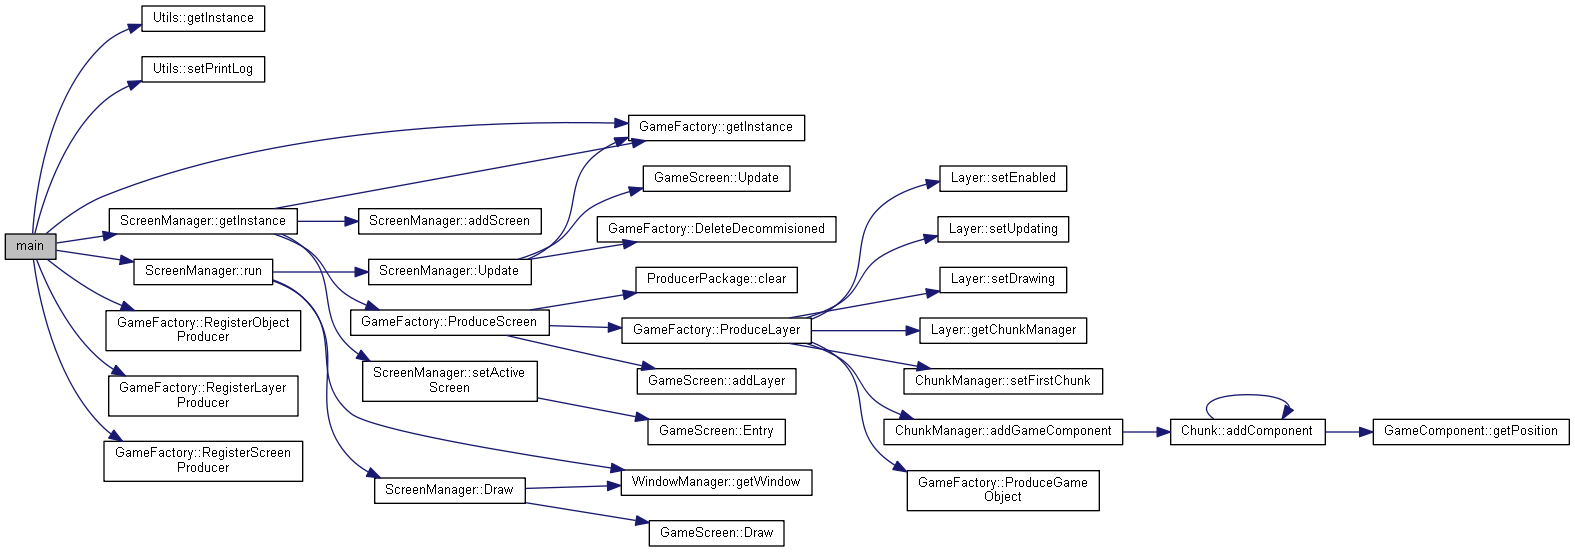 main
Utils::getInstance
Utils::setPrintLog
ScreenManager::getInstance
ScreenManager::run
GameFactory::RegisterObject
Producer
GameFactory::RegisterLayer
Producer
GameFactory::RegisterScreen
Producer
ScreenManager::addScreen
ScreenManager::Update
GameFactory::ProduceScreen
ScreenManager::setActive
Screen
ScreenManager::Draw
GameFactory::getInstance
GameScreen::Update
GameFactory::DeleteDecommisioned
ProducerPackage::clear
GameFactory::ProduceLayer
GameScreen::addLayer
GameScreen::Entry
WindowManager::getWindow
GameScreen::Draw
Layer::setEnabled
Layer::setUpdating
Layer::setDrawing
Layer::getChunkManager
ChunkManager::setFirstChunk
ChunkManager::addGameComponent
GameFactory::ProduceGame
Object
Chunk::addComponent
GameComponent::getPosition